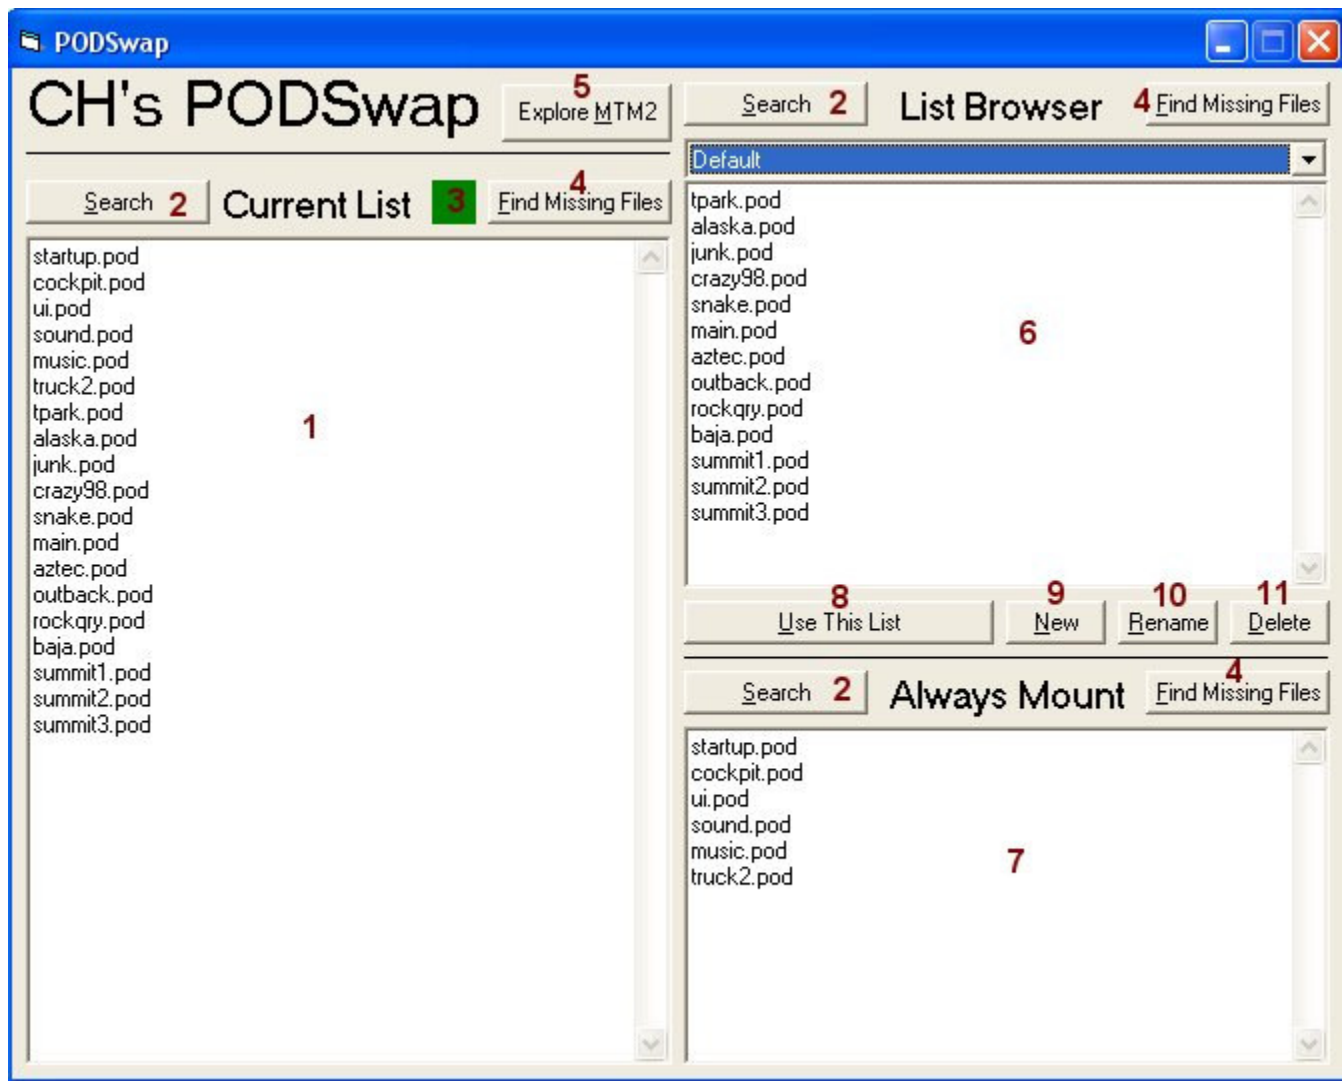 PODSwap
CH's PODSwap
5
Explore MTM2
Search 2
Current List
3
4
Find Missing Files
startup.pod
cockpit.pod
ui.pod
sound.pod
music.pod
truck2.pod
tpark.pod
alaska.pod
junk.pod
crazy98.pod
snake.pod
main.pod
aztec.pod
outback.pod
rockqry.pod
baja.pod
summit1.pod
summit2.pod
summit3.pod
1
Search 2
List Browser
4 Find Missing Files
Default
tpark.pod
alaska.pod
junk.pod
crazy98.pod
snake.pod
main.pod
aztec.pod
outback.pod
rockqry.pod
baja.pod
summit1.pod
summit2.pod
summit3.pod
6
8
Use This List
9
New
10
Rename
11
Delete
Search 2
Always Mount
4
Find Missing Files
startup.pod
cockpit.pod
ui.pod
sound.pod
music.pod
truck2.pod
7